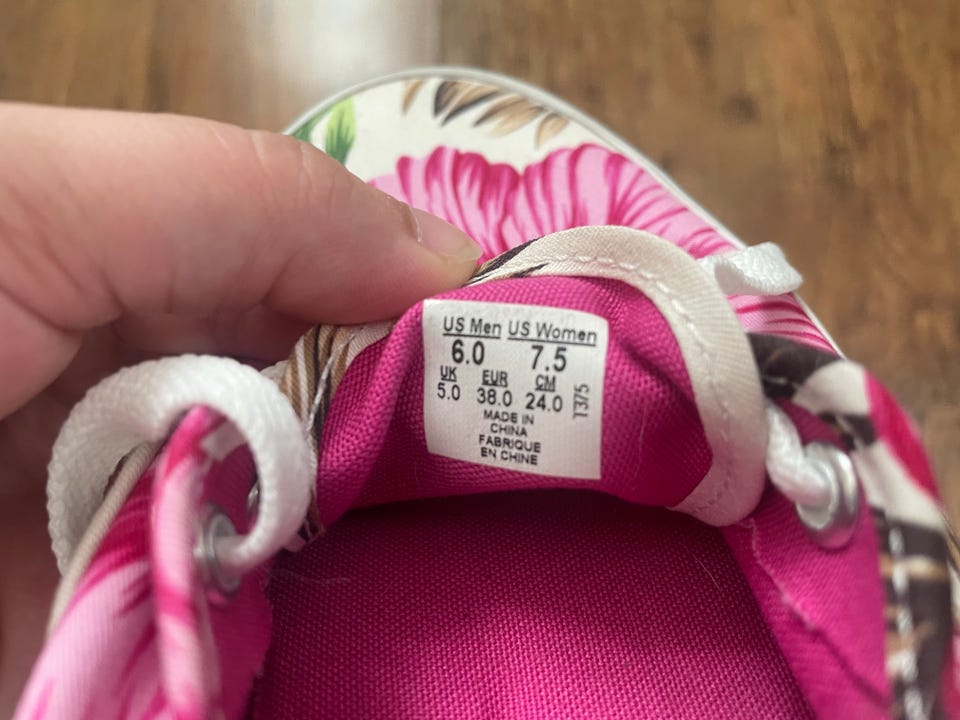 US Men US Women
6.0 7.5
UK EUR CM
5.0 38.0 24.0
1375
MADE IN
CHINA
FABRIQUE
EN CHINE